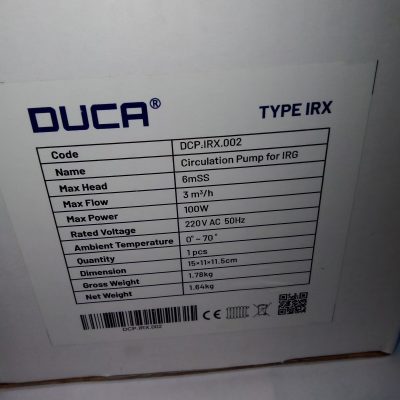 DUCA® TYPE IRX
Code DCP.IRX.002
Name Circulation Pump for IRG
Max Head 6mSS
Max Flow 3 m³/h
Max Power 100W
Rated Voltage 220V AC 50Hz
Ambient Temperature 0° ~ 70°
Quantity 1 pcs
Dimension 15×11×11.5cm
Gross Weight 1.78kg
Net Weight 1.64kg
DCP.IRX.002
CE